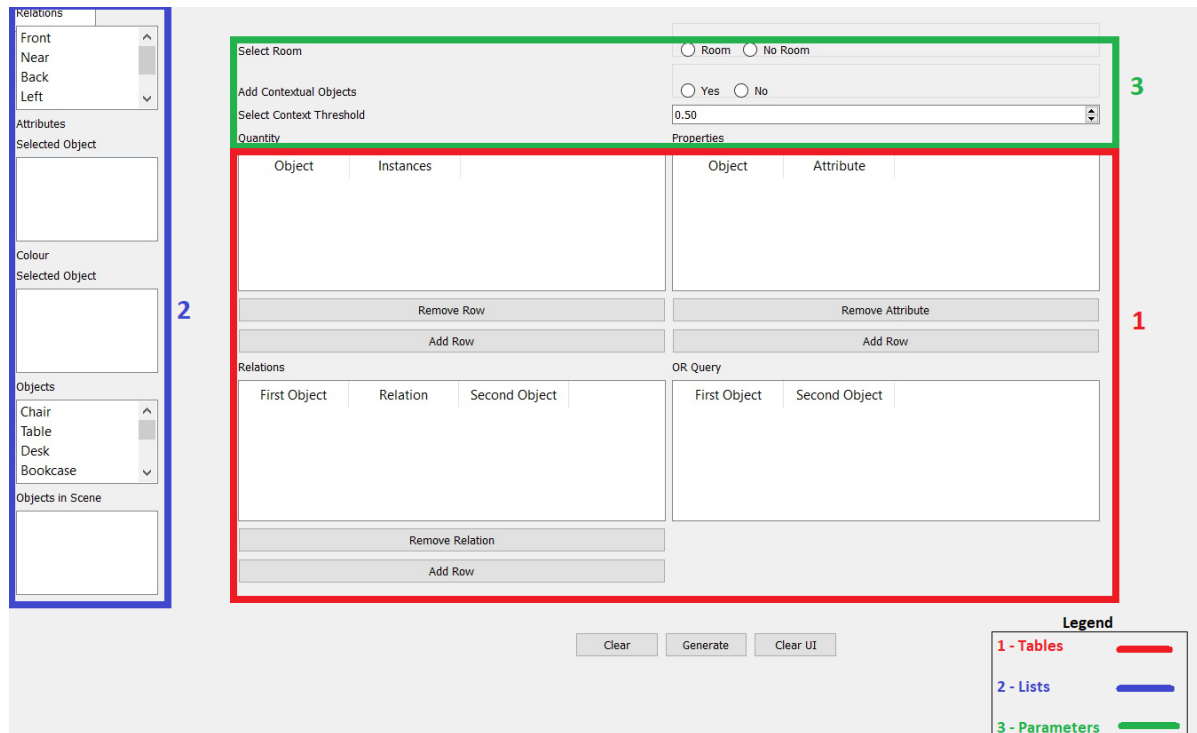 Relations
Front
Near
Back
Left
Attributes
Selected Object
Colour
Selected Object
Objects
Chair
Table
Desk
Bookcase
Objects in Scene
2
Select Room
Room No Room
Add Contextual Objects
Yes No
Select Context Threshold
0.50
3
Quantity
Properties
Object Instances
Object Attribute
Remove Row
Remove Attribute
Add Row
Add Row
1
Relations
OR Query
First Object Relation Second Object
First Object Second Object
Remove Relation
Add Row
Clear Generate Clear UI
Legend
1 - Tables
2 - Lists
3 - Parameters